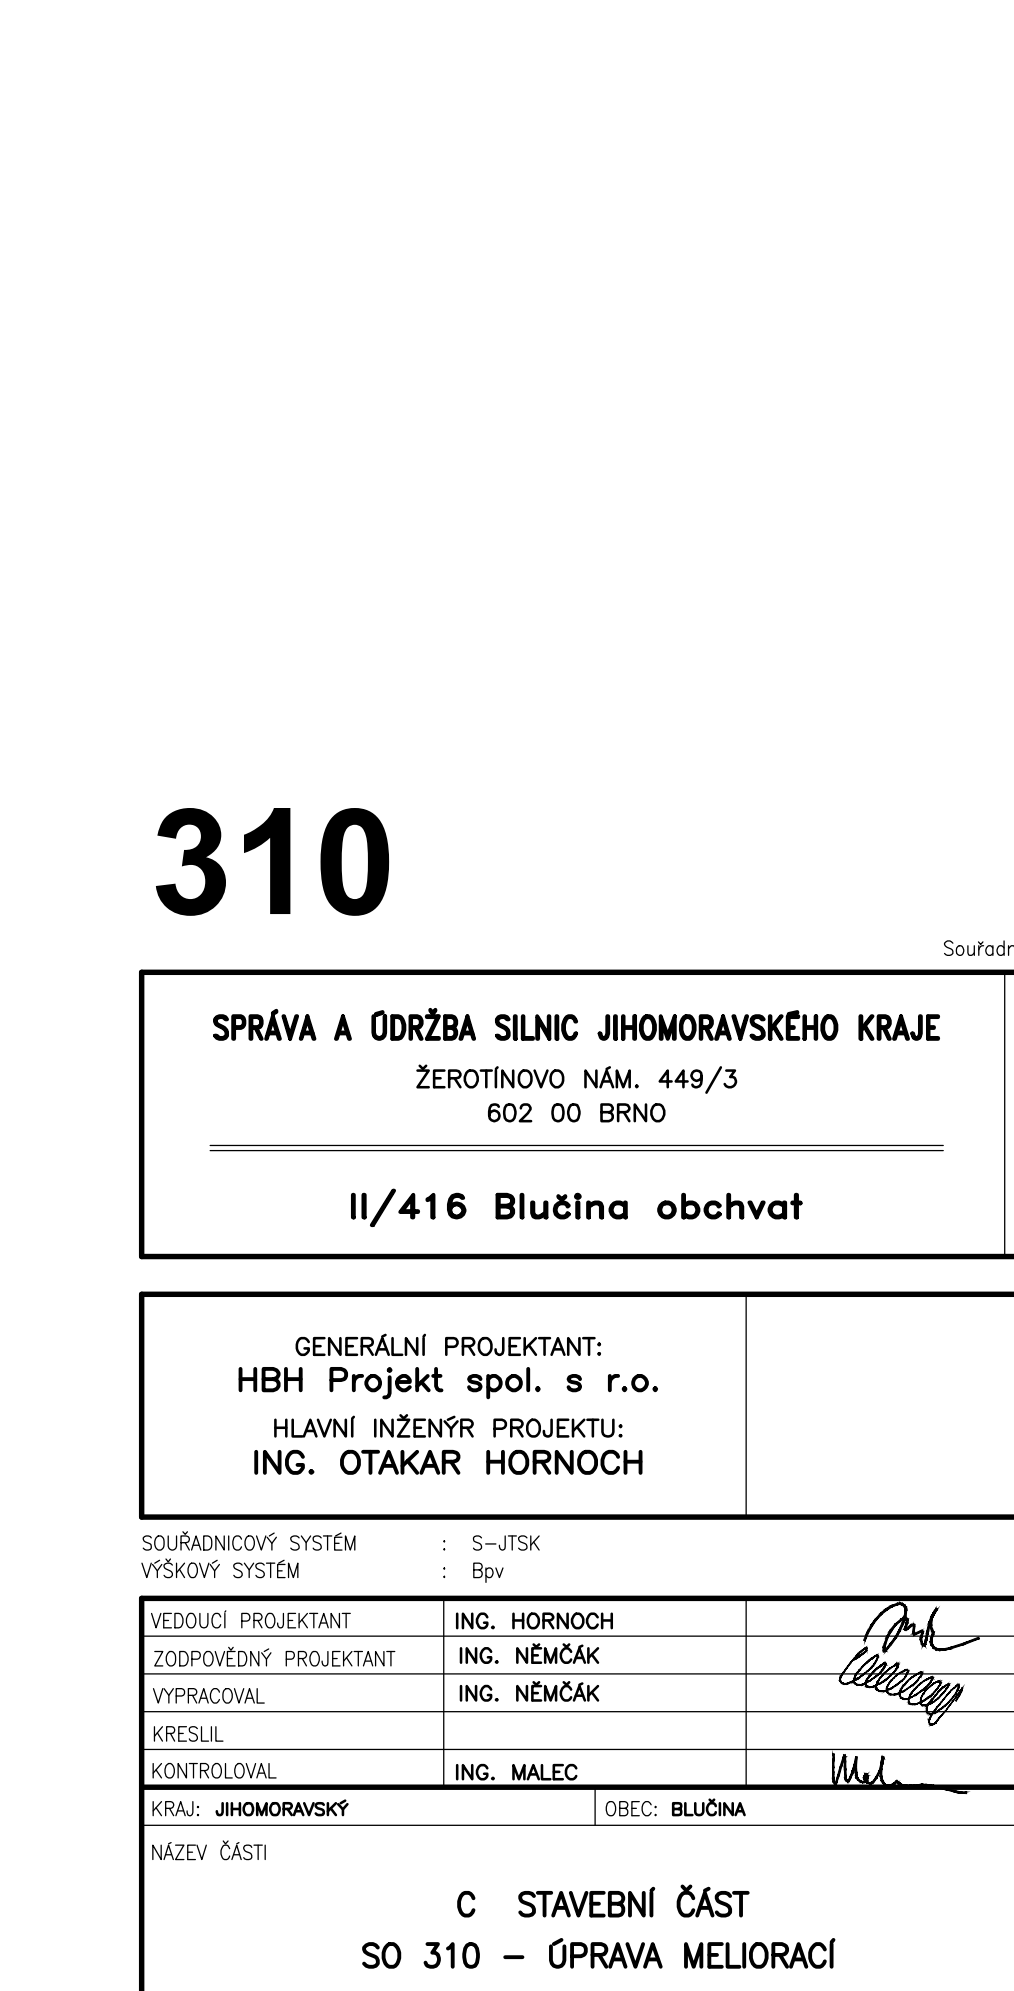 310
Souřadn
SPRÁVA A ÚDRŽBA SILNIC JIHOMORAVSKÉHO KRAJE
ŽEROTÍNOVO NÁM. 449/3
602 00 BRNO
II/416 Blučina obchvat
GENERÁLNÍ PROJEKTANT:
HBH Projekt spol. s r.o.
HLAVNÍ INŽENÝR PROJEKTU:
ING. OTAKAR HORNOCH
SOUŘADNICOVÝ SYSTÉM : S-JTSK
VÝŠKOVÝ SYSTÉM : Bpv
VEDOUCÍ PROJEKTANT ING. HORNOCH
ZODPOVĚDNÝ PROJEKTANT ING. NĚMČÁK
VYPRACOVAL ING. NĚMČÁK
KRESLIL
KONTROLOVAL ING. MALEC
KRAJ: JIHOMORAVSKÝ OBEC: BLUČINA
NÁZEV ČÁSTI
C STAVEBNÍ ČÁST
SO 310 – ÚPRAVA MELIORACÍ